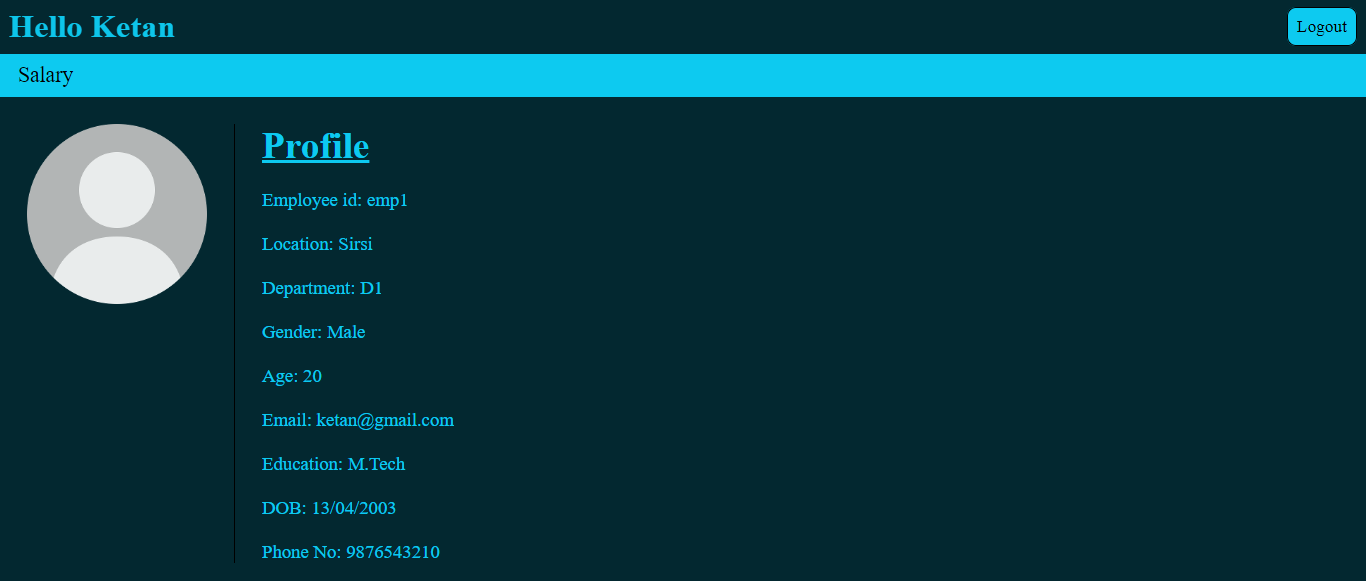 Hello Ketan
Logout
Salary
Profile
Employee id: emp1
Location: Sirsi
Department: D1
Gender: Male
Age: 20
Email: ketan@gmail.com
Education: M.Tech
DOB: 13/04/2003
Phone No: 9876543210